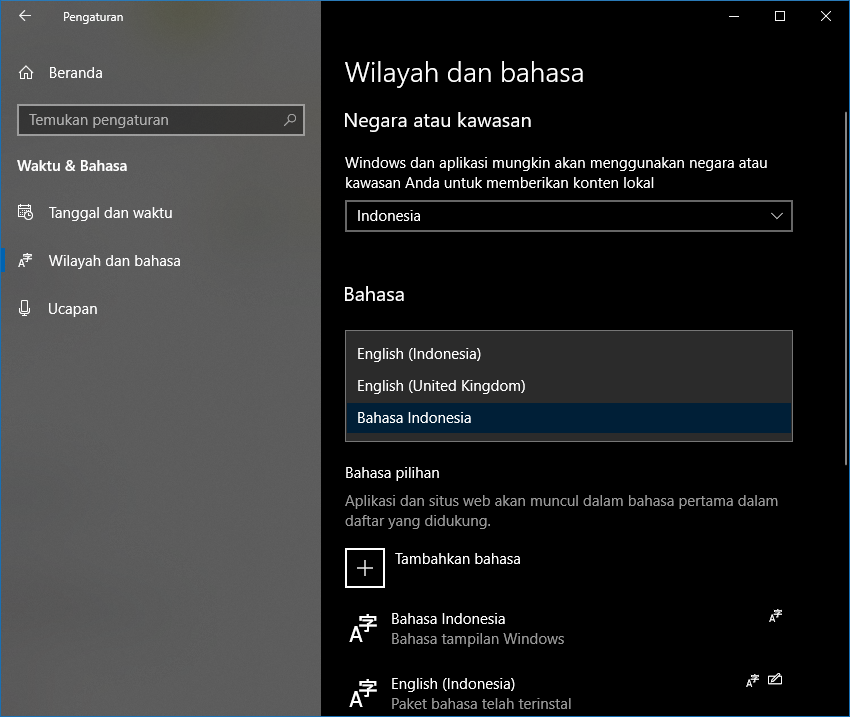 Pengaturan
Beranda
Temukan pengaturan
Waktu & Bahasa
Tanggal dan waktu
Wilayah dan bahasa
Ucapan
Wilayah dan bahasa
Negara atau kawasan
Windows dan aplikasi mungkin akan menggunakan negara atau
kawasan Anda untuk memberikan konten lokal
Indonesia
Bahasa
English (Indonesia)
English (United Kingdom)
Bahasa Indonesia
Bahasa pilihan
Aplikasi dan situs web akan muncul dalam bahasa pertama dalam
daftar yang didukung.
Tambahkan bahasa
Bahasa Indonesia
Bahasa tampilan Windows
English (Indonesia)
Paket bahasa telah terinstal